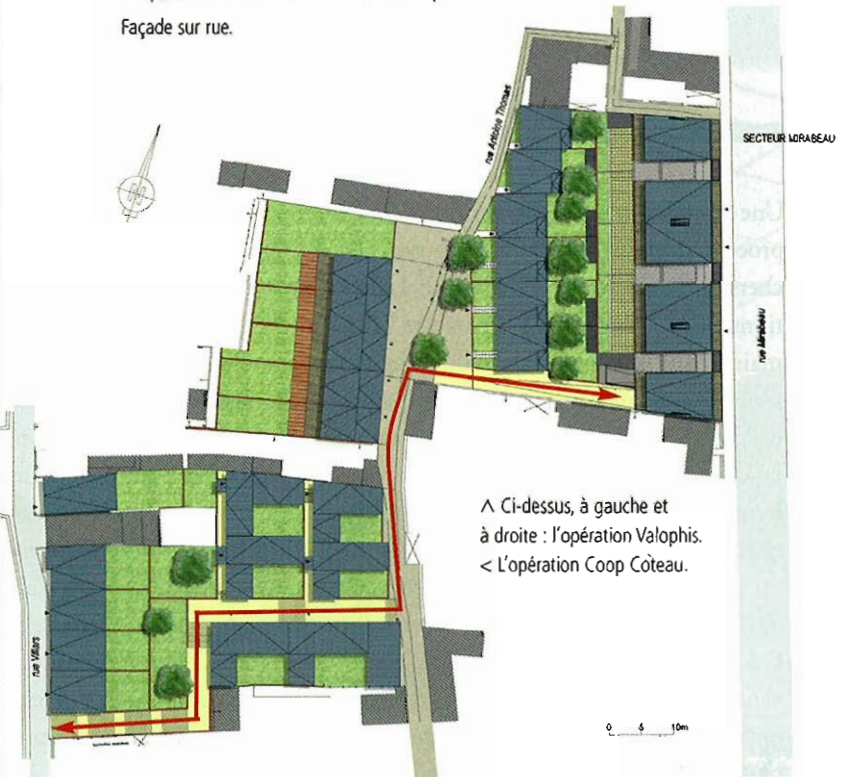 Façade sur rue.
rue Antoine Thomas
SECTEUR MIRABEAU
rue Mirabeau
∧ Ci-dessus, à gauche et
à droite : l'opération Valophis.
< L'opération Coop Coteau.
rue Villars
0 5 10m